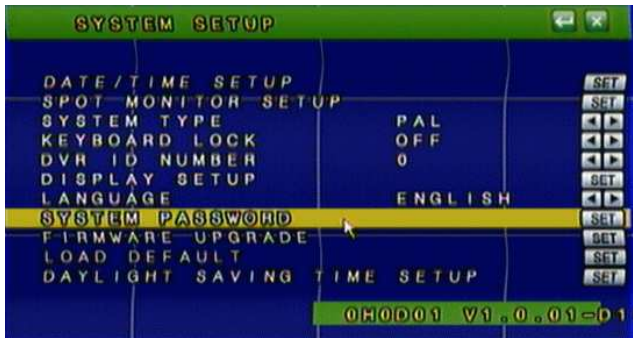 SYSTEM SETUP
DATE/TIME SETUP SET
SPOT MONITOR SETUP SET
SYSTEM TYPE PAL
KEYBOARD LOCK OFF
DVR ID NUMBER 0
DISPLAY SETUP SET
LANGUAGE ENGLISH
SYSTEM PASSWORD SET
FIRMWARE UPGRADE SET
LOAD DEFAULT SET
DAYLIGHT SAVING TIME SETUP SET
0H0D01 V1.0.01-D1